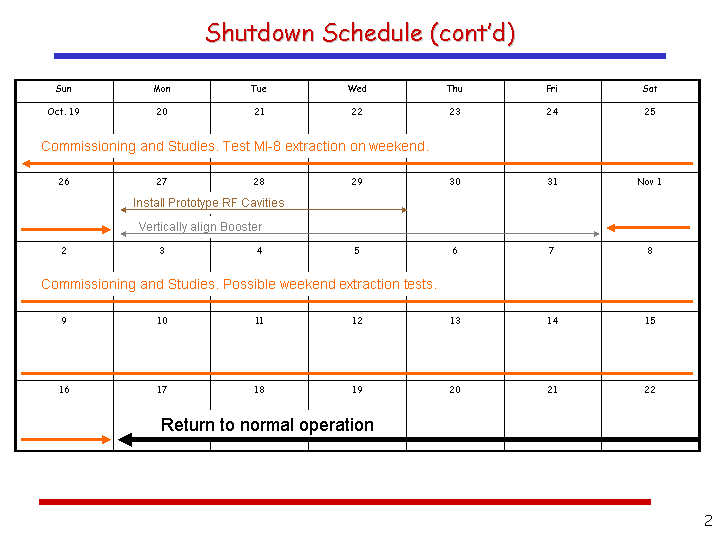 Shutdown Schedule (cont’d)
Sun Mon Tue Wed Thu Fri Sat
Oct. 19 20 21 22 23 24 25
Commissioning and Studies. Test MI-8 extraction on weekend.
26 27 28 29 30 31 Nov 1
Install Prototype RF Cavities
Vertically align Booster
2 3 4 5 6 7 8
Commissioning and Studies. Possible weekend extraction tests.
9 10 11 12 13 14 15
16 17 18 19 20 21 22
Return to normal operation
2